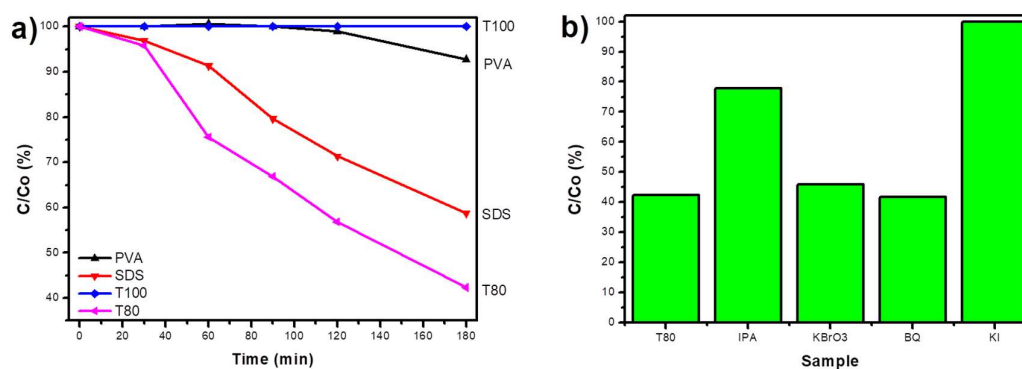 a)
100
90
80
70
60
50
40
C/Co (%)
0 20 40 60 80 100 120 140 160 180
Time (min)
T100
PVA
SDS
T80
PVA
SDS
T100
T80
b)
100
90
80
70
60
50
40
30
20
10
0
C/Co (%)
T80 IPA KBrO3 BQ KI
Sample